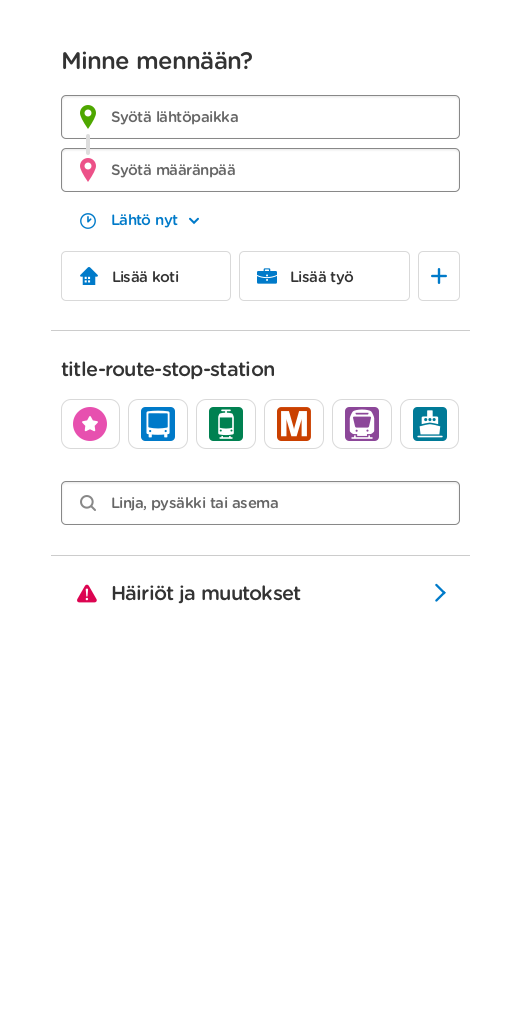 Minne mennään?
Syötä lähtöpaikka
Syötä määränpää
Lähtö nyt
Lisää koti
Lisää työ
title-route-stop-station
M
Linja, pysäkki tai asema
Häiriöt ja muutokset